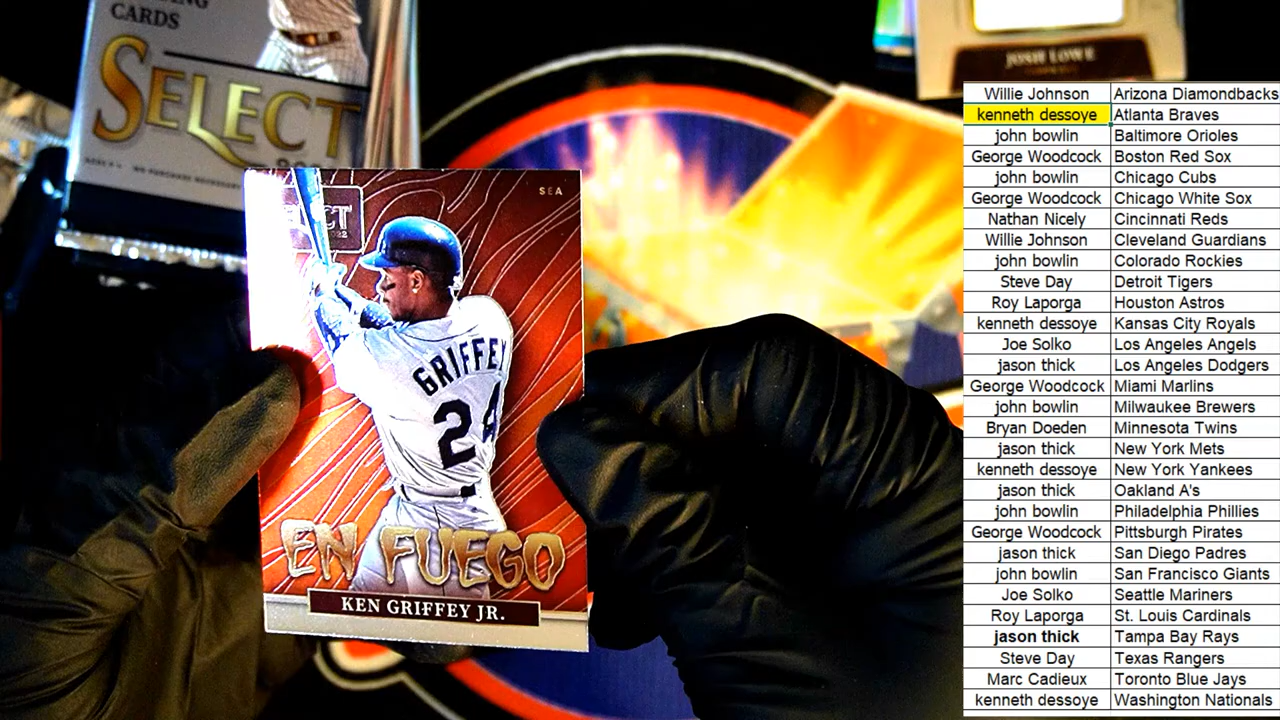 CARDS
SELECT
JOSH LOWE
SEA
GRIFFEY
24
EN FUEGO
KEN GRIFFEY JR.
Willie Johnson Arizona Diamondbacks
kenneth dessoye Atlanta Braves
john bowlin Baltimore Orioles
George Woodcock Boston Red Sox
john bowlin Chicago Cubs
George Woodcock Chicago White Sox
Nathan Nicely Cincinnati Reds
Willie Johnson Cleveland Guardians
john bowlin Colorado Rockies
Steve Day Detroit Tigers
Roy Laporga Houston Astros
kenneth dessoye Kansas City Royals
Joe Solko Los Angeles Angels
jason thick Los Angeles Dodgers
George Woodcock Miami Marlins
john bowlin Milwaukee Brewers
Bryan Doeden Minnesota Twins
jason thick New York Mets
kenneth dessoye New York Yankees
jason thick Oakland A's
john bowlin Philadelphia Phillies
George Woodcock Pittsburgh Pirates
jason thick San Diego Padres
john bowlin San Francisco Giants
Joe Solko Seattle Mariners
Roy Laporga St. Louis Cardinals
jason thick Tampa Bay Rays
Steve Day Texas Rangers
Marc Cadieux Toronto Blue Jays
kenneth dessoye Washington Nationals